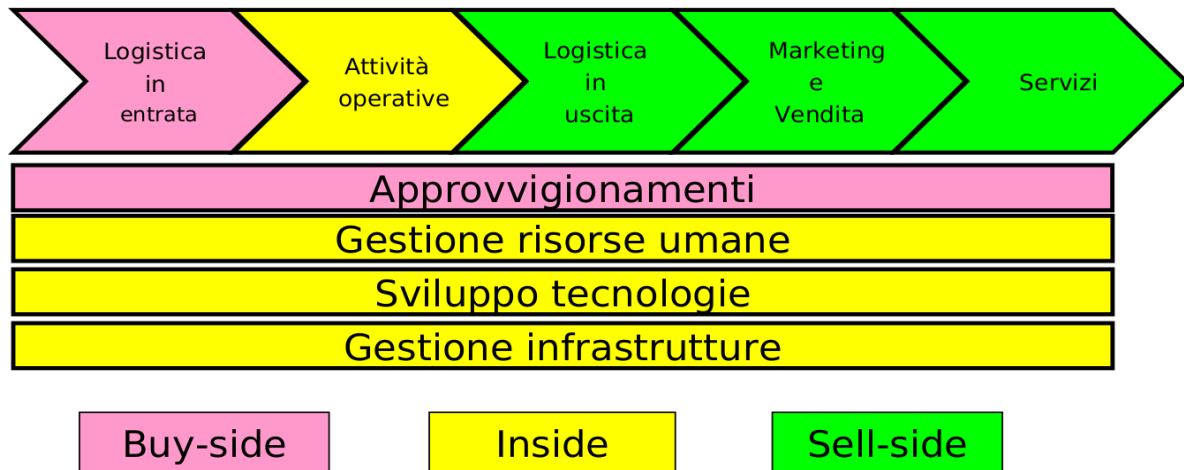 Logistica
in
entrata
Attività
operative
Logistica
in
uscita
Marketing
e
Vendita
Servizi
Approvvigionamenti
Gestione risorse umane
Sviluppo tecnologie
Gestione infrastrutture
Buy-side
Inside
Sell-side